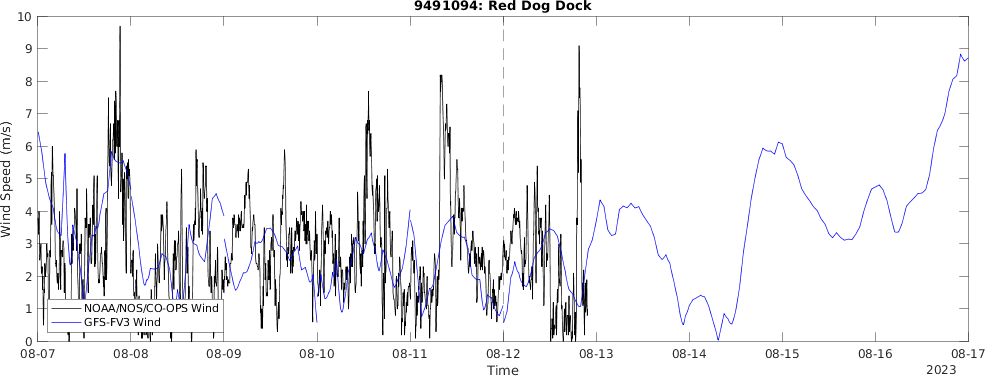 9491094: Red Dog Dock
Wind Speed (m/s)
10
9
8
7
6
5
4
3
2
1
0
NOAA/NOS/CO-OPS Wind
GFS-FV3 Wind
08-07 08-08 08-09 08-10 08-11 08-12 08-13 08-14 08-15 08-16 08-17
Time
2023